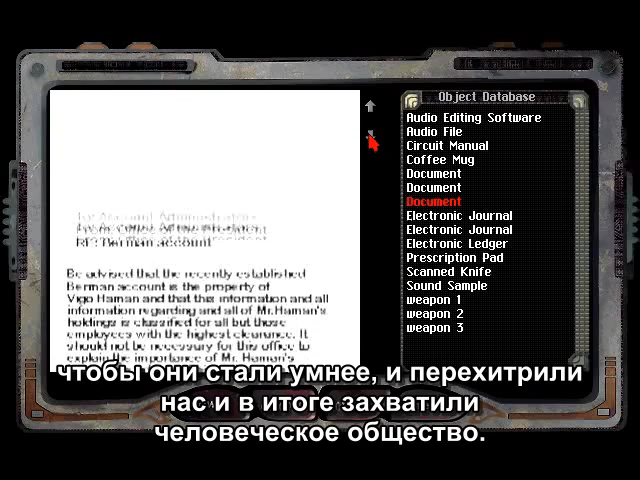 Object Database
Audio Editing Software
Audio File
Circuit Manual
Coffee Mug
Document
Document
Document
Electronic Journal
Electronic Journal
Electronic Ledger
Prescription Pad
Scanned Knife
Sound Sample
weapon 1
weapon 2
weapon 3
RE: Berman account
Be advised that the recently established
Berman account is the property of
Vigo Haman and that this information and all
information regarding and all of Mr. Haman's
holdings is classified for all but those
employees with the highest clearance. It
should not be necessary for this office to
explain the importance of Mr. Haman's
чтобы они стали умнее, и перехитрили
нас и в итоге захватили
человеческое общество.